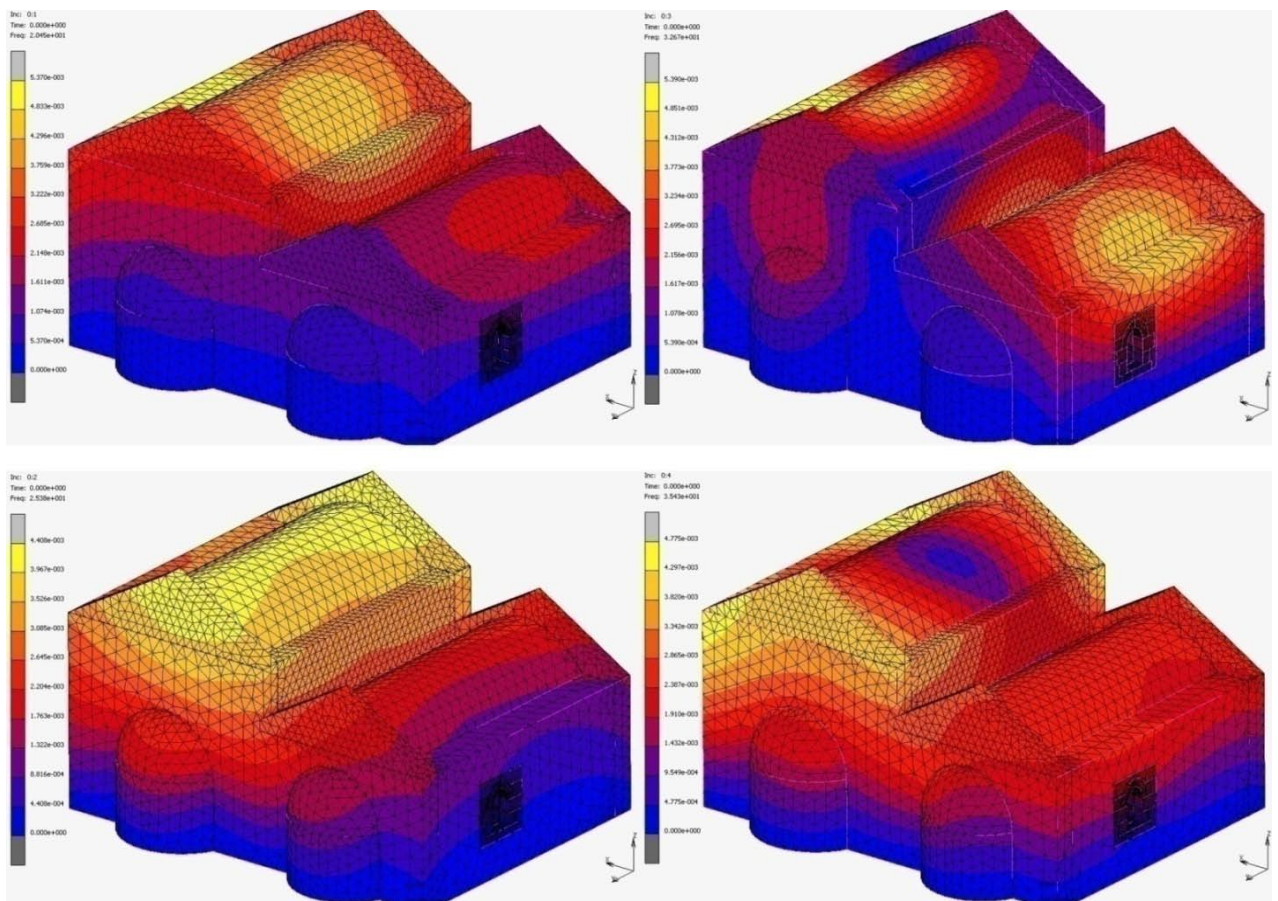 Inc: 0:1
Time: 0.000e+000
Freq: 2.045e+001
5.370e-003
4.833e-003
4.296e-003
3.759e-003
3.222e-003
2.685e-003
2.148e-003
1.611e-003
1.074e-003
5.370e-004
0.000e+000
Z
X
Inc: 0:3
Time: 0.000e+000
Freq: 3.267e+001
5.390e-003
4.851e-003
4.312e-003
3.773e-003
3.234e-003
2.695e-003
2.156e-003
1.617e-003
1.078e-003
5.390e-004
0.000e+000
Z
X
Inc: 0:2
Time: 0.000e+000
Freq: 2.538e+001
4.408e-003
3.967e-003
3.526e-003
3.085e-003
2.645e-003
2.204e-003
1.763e-003
1.322e-003
8.816e-004
4.408e-004
0.000e+000
Z
X
Inc: 0:4
Time: 0.000e+000
Freq: 3.543e+001
4.775e-003
4.297e-003
3.820e-003
3.342e-003
2.865e-003
2.387e-003
1.910e-003
1.432e-003
9.549e-004
4.775e-004
0.000e+000
Z
X